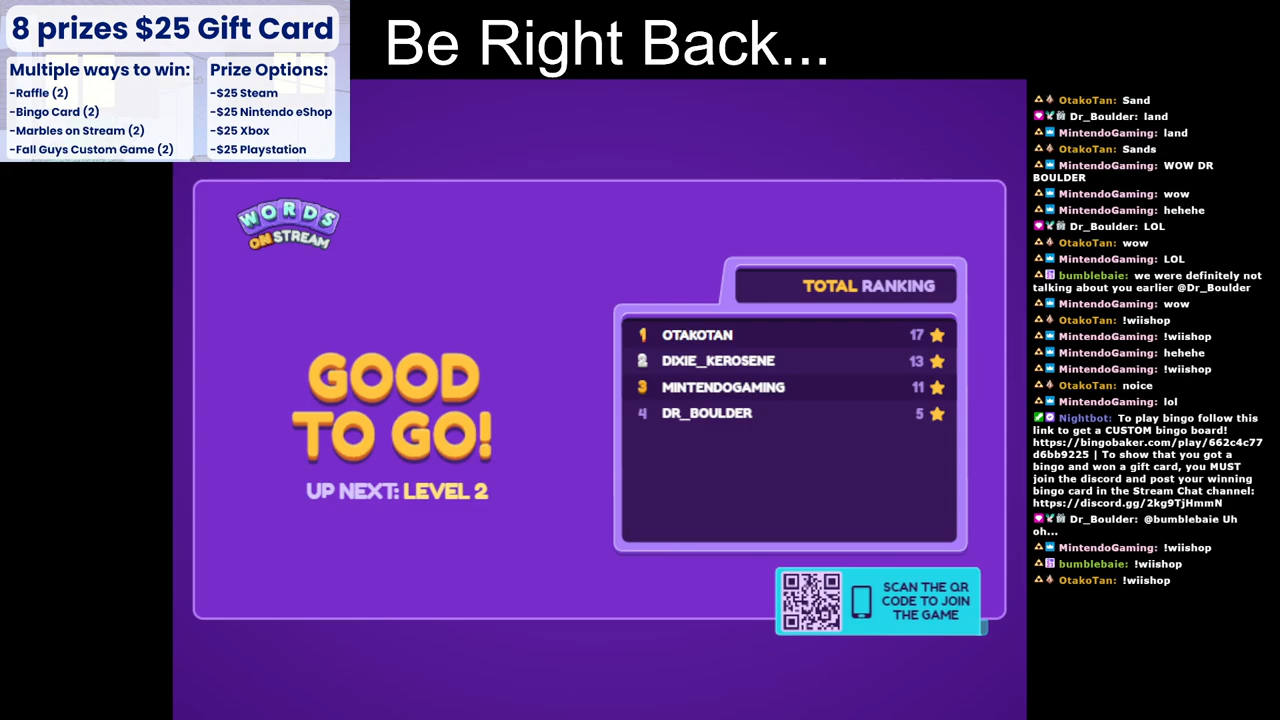 8 prizes $25 Gift Card
Multiple ways to win:
-Raffle (2)
-Bingo Card (2)
-Marbles on Stream (2)
-Fall Guys Custom Game (2)
Prize Options:
-$25 Steam
-$25 Nintendo eShop
-$25 Xbox
-$25 Playstation
Be Right Back...
WORDS
ON STREAM
GOOD
TO GO!
UP NEXT: LEVEL 2
TOTAL RANKING
1 OTAKOTAN 17
2 DIXIE_KEROSENE 13
3 MINTENDOGAMING 11
4 DR_BOULDER 5
SCAN THE QR
CODE TO JOIN
THE GAME
OtakoTan: Sand
Dr_Boulder: land
MintendoGaming: land
OtakoTan: Sands
MintendoGaming: WOW DR
BOULDER
MintendoGaming: wow
MintendoGaming: hehehe
Dr_Boulder: LOL
OtakoTan: wow
MintendoGaming: LOL
bumblebaie: we were definitely not
talking about you earlier @Dr_Boulder
MintendoGaming: wow
OtakoTan: !wiishop
MintendoGaming: !wiishop
MintendoGaming: hehehe
MintendoGaming: !wiishop
OtakoTan: noice
MintendoGaming: lol
Nightbot: To play bingo follow this
link to get a CUSTOM bingo board!
https://bingobaker.com/play/662c4c77
d6bb9225 | To show that you got a
bingo and won a gift card, you MUST
join the discord and post your winning
bingo card in the Stream Chat channel:
https://discord.gg/2kg9TjHmmN
Dr_Boulder: @bumblebaie Uh
oh...
MintendoGaming: !wiishop
bumblebaie: !wiishop
OtakoTan: !wiishop